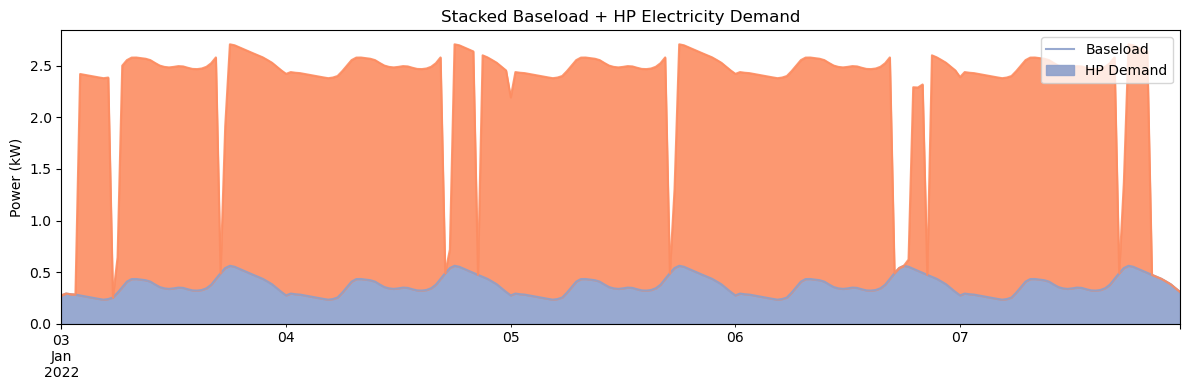 Stacked Baseload + HP Electricity Demand
Baseload
HP Demand
Power (kW)
2.5
2.0
1.5
1.0
0.5
0.0
03
04
05
06
07
Jan
2022